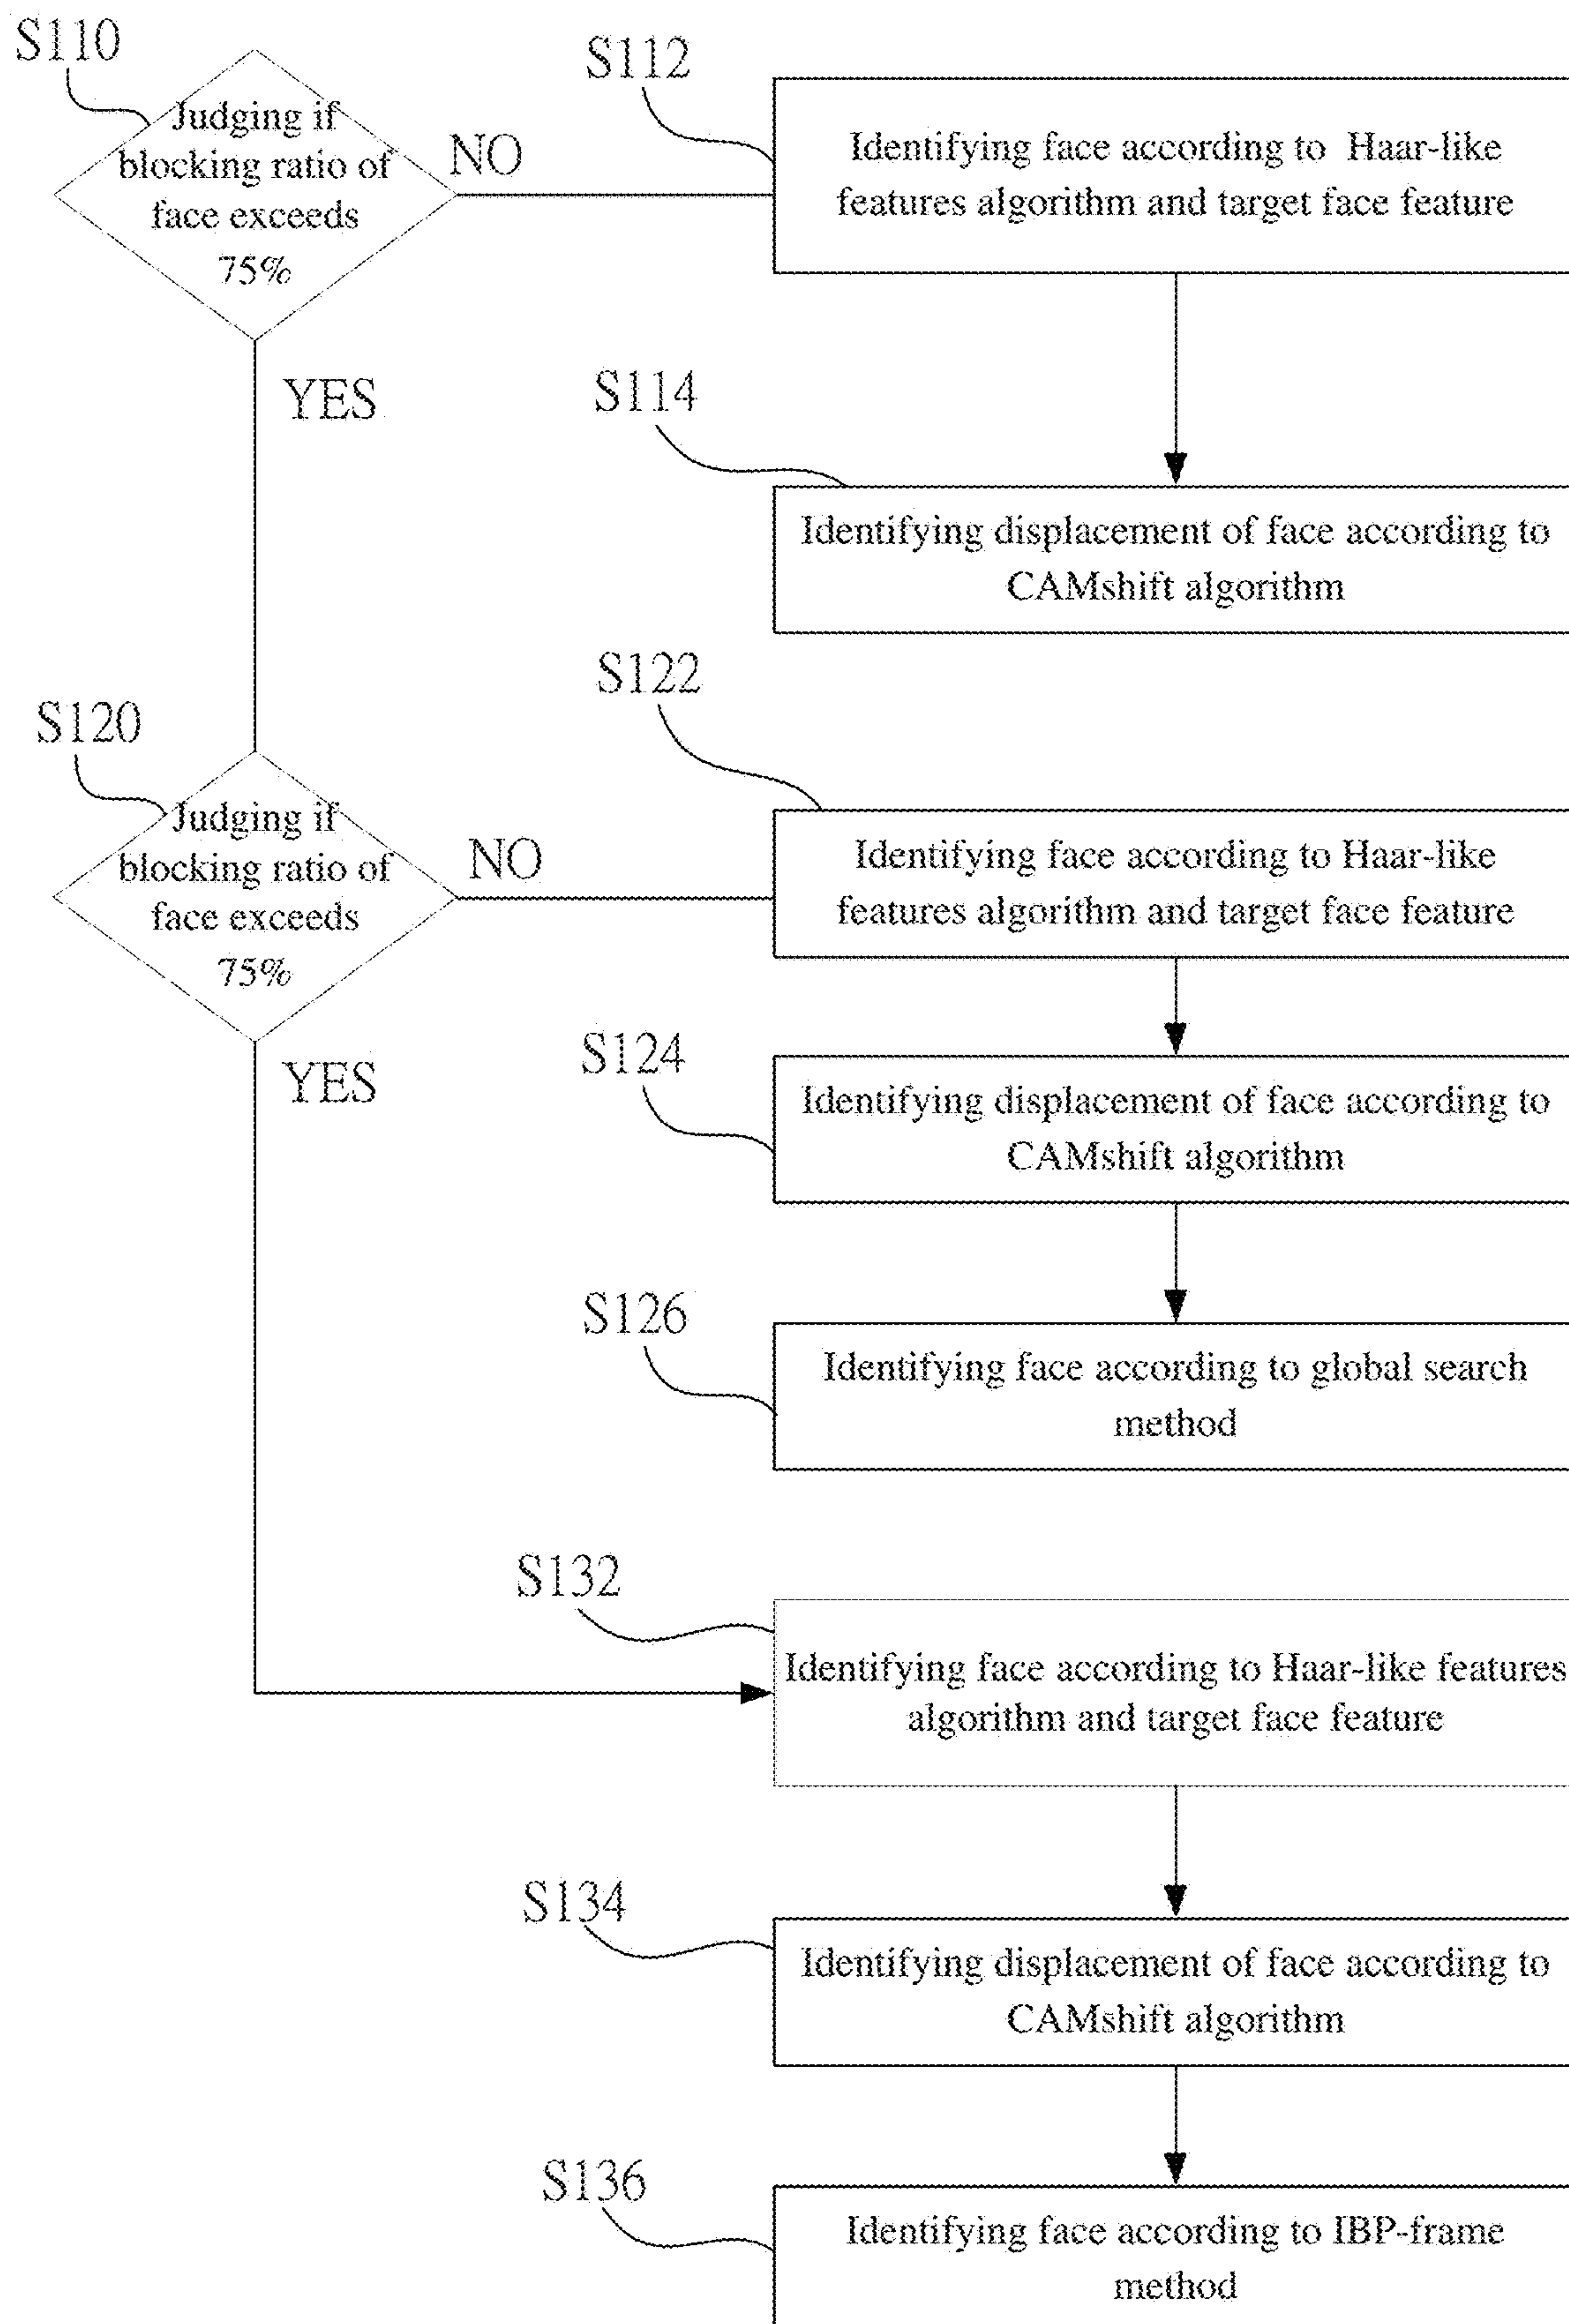 S110
Judging if
blocking ratio of
face exceeds
75%
NO
S112
Identifying face according to Haar-like
features algorithm and target face feature
YES
S114
Identifying displacement of face according to
CAMshift algorithm
S120
Judging if
blocking ratio of
face exceeds
75%
NO
S122
Identifying face according to Haar-like
features algorithm and target face feature
YES
S124
Identifying displacement of face according to
CAMshift algorithm
S126
Identifying face according to global search
method
S132
Identifying face according to Haar-like features
algorithm and target face feature
S134
Identifying displacement of face according to
CAMshift algorithm
S136
Identifying face according to IBP-frame
method